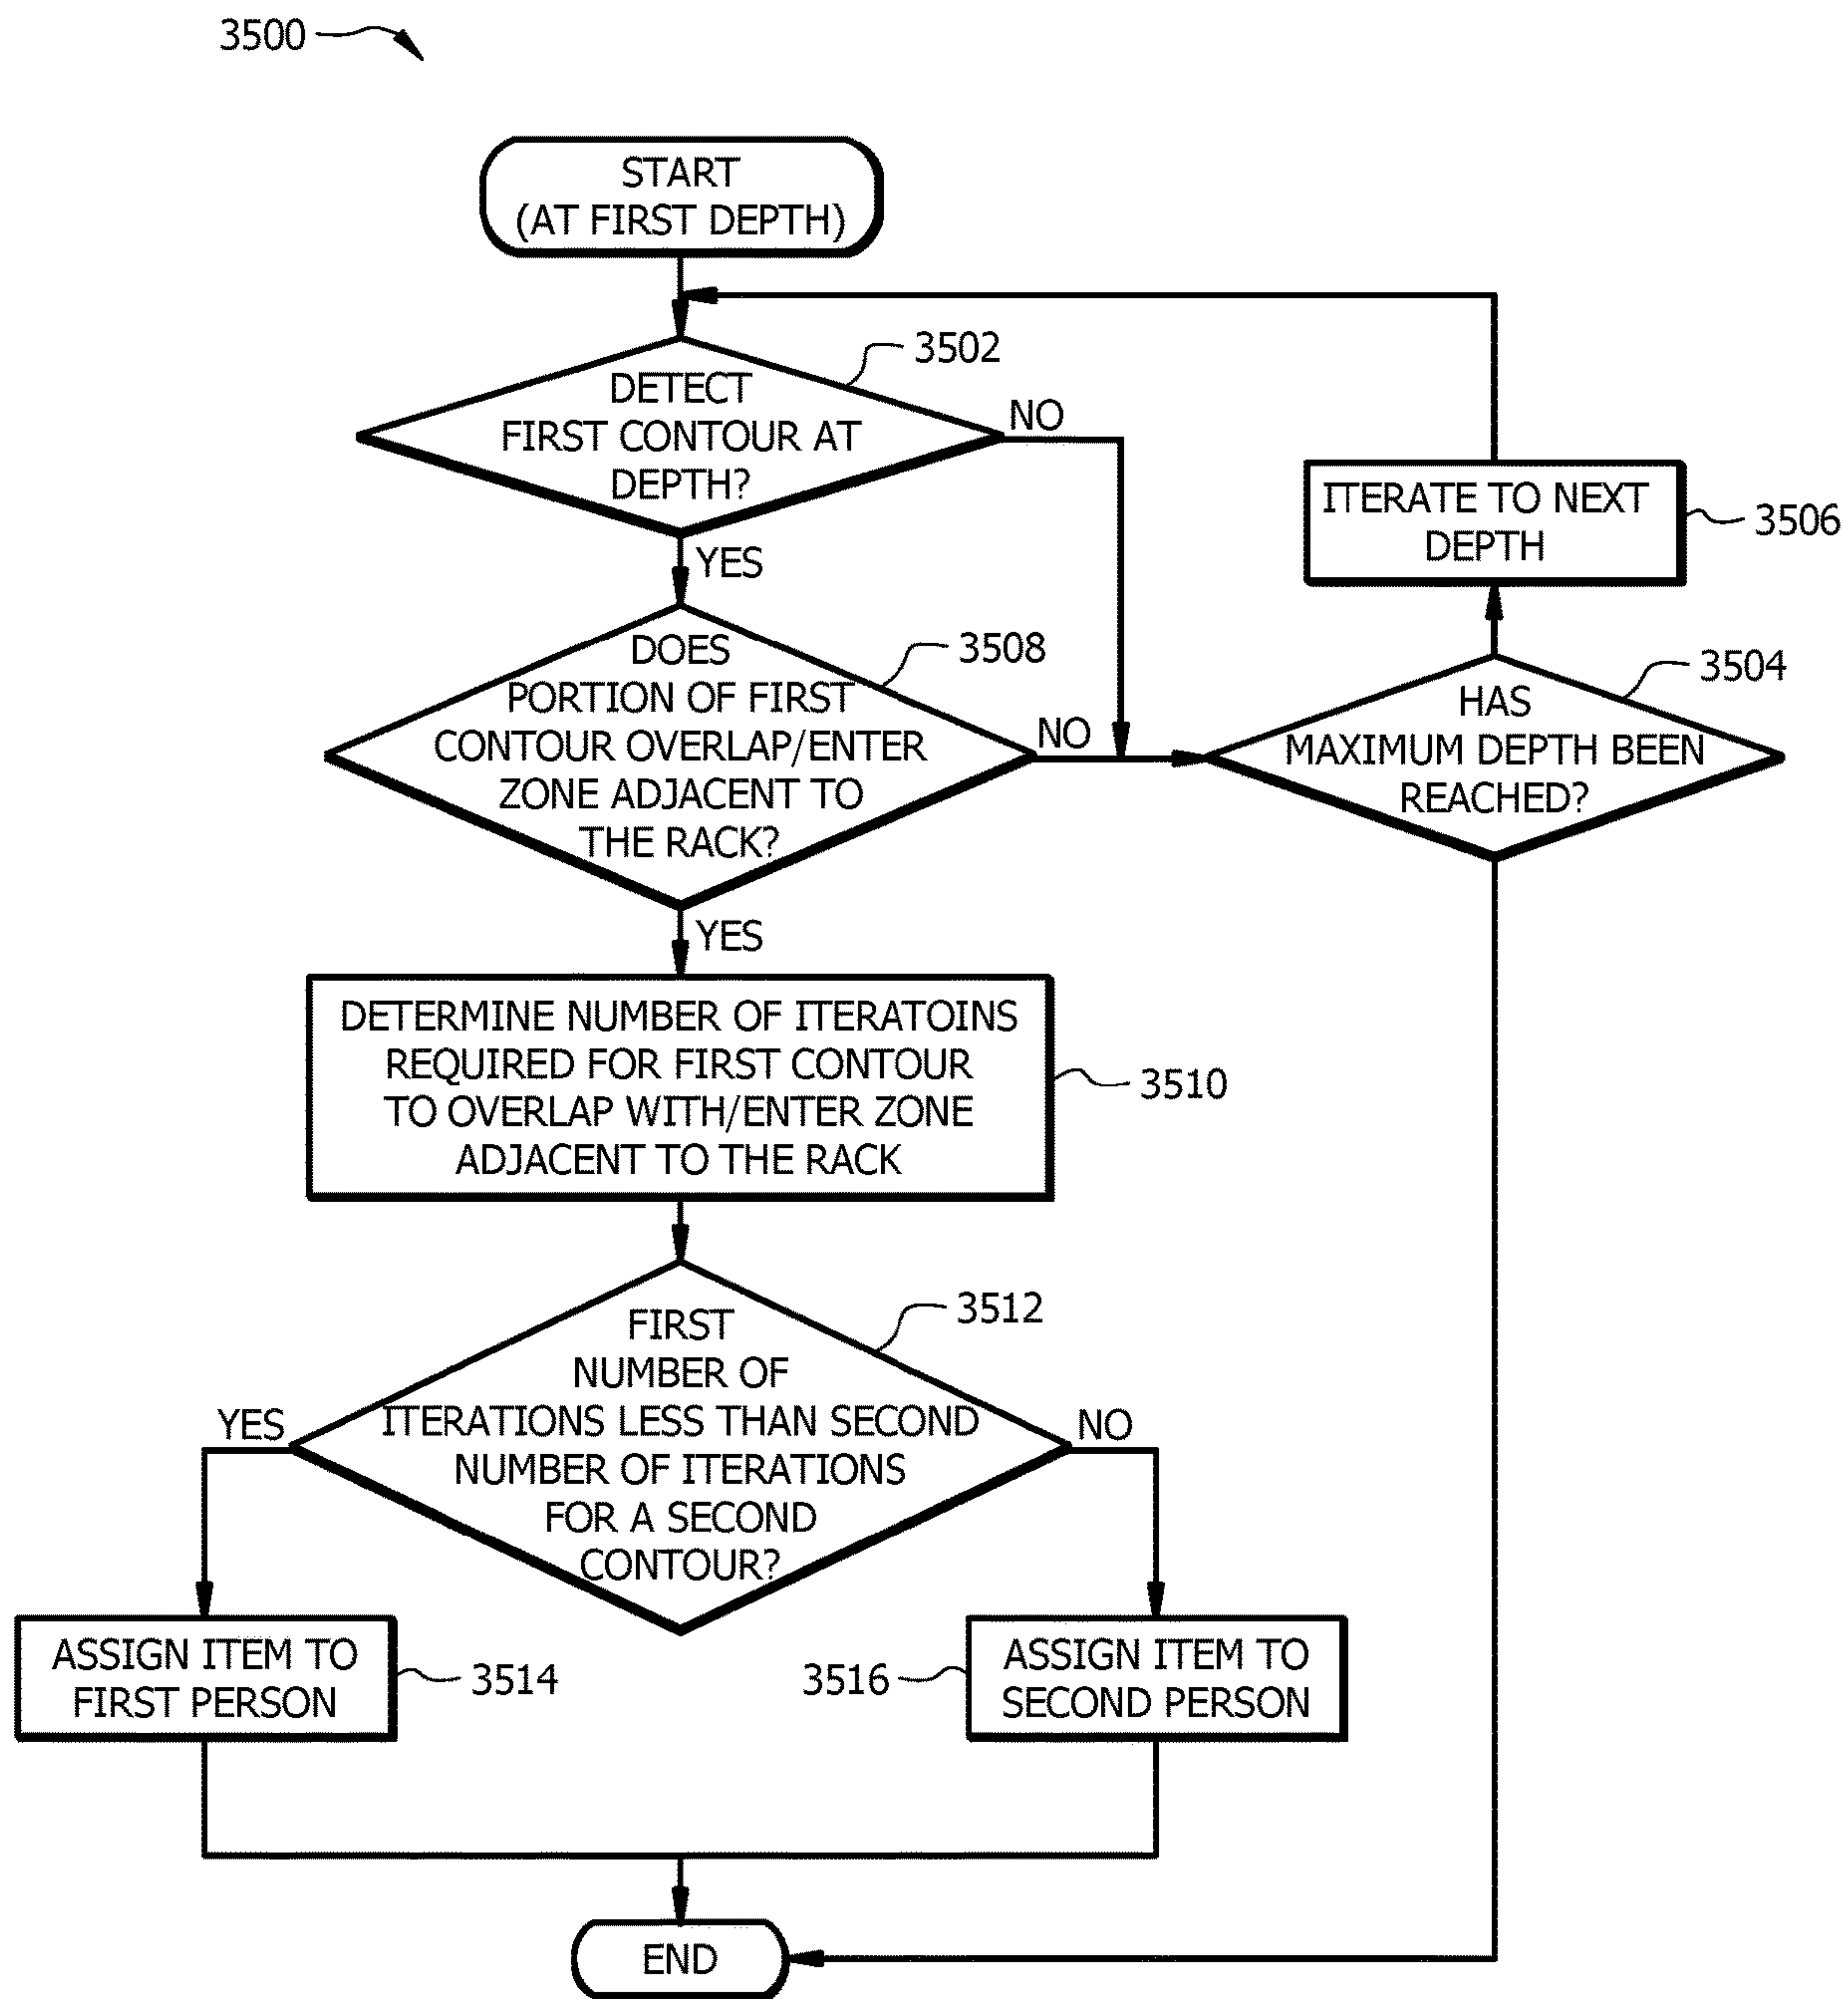 3500
START
(AT FIRST DEPTH)
3502
DETECT
FIRST CONTOUR AT
DEPTH?
NO
YES
ITERATE TO NEXT
DEPTH
3506
DOES
PORTION OF FIRST
CONTOUR OVERLAP/ENTER
ZONE ADJACENT TO
THE RACK?
3508
NO
YES
HAS
MAXIMUM DEPTH BEEN
REACHED?
3504
DETERMINE NUMBER OF ITERATOINS
REQUIRED FOR FIRST CONTOUR
TO OVERLAP WITH/ENTER ZONE
ADJACENT TO THE RACK
3510
FIRST
NUMBER OF
ITERATIONS LESS THAN SECOND
NUMBER OF ITERATIONS
FOR A SECOND
CONTOUR?
3512
YES
NO
ASSIGN ITEM TO
FIRST PERSON
3514
3516
ASSIGN ITEM TO
SECOND PERSON
END